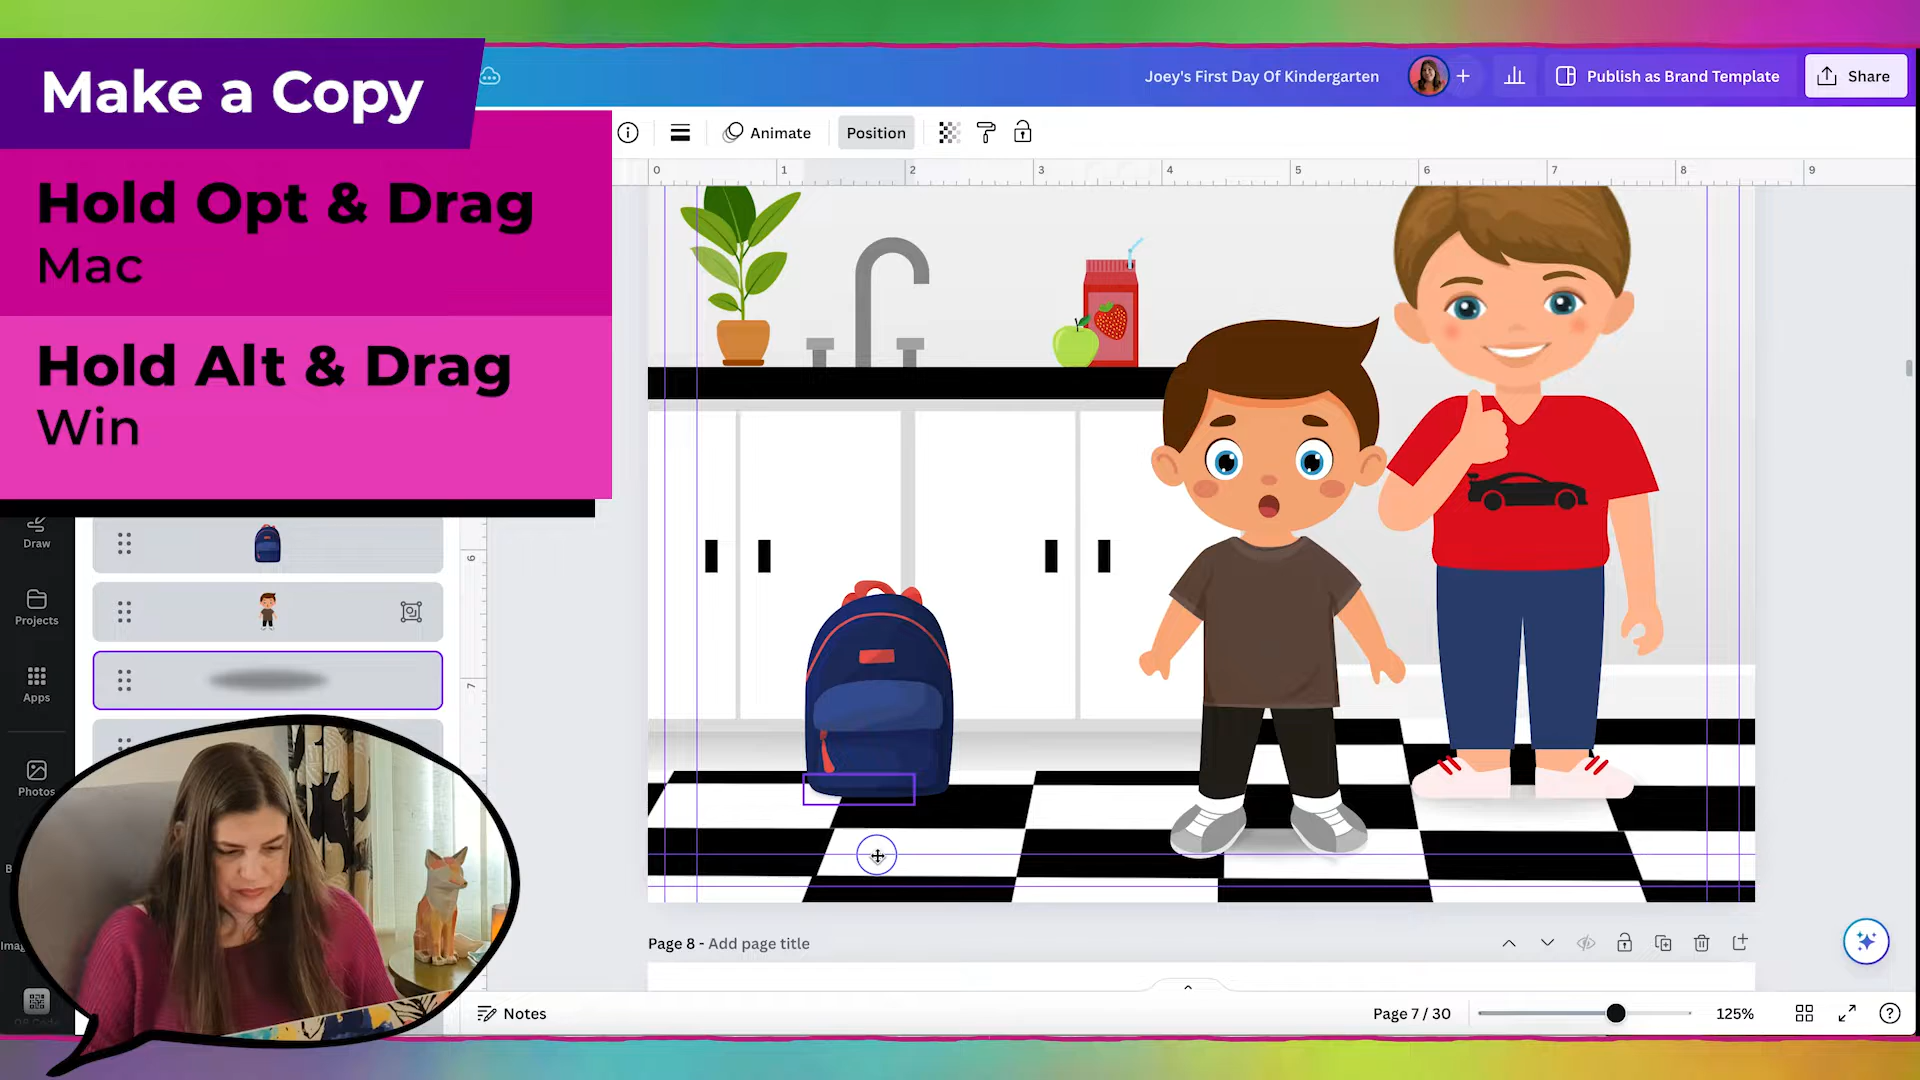 Make a Copy
Hold Opt & Drag
Mac
Hold Alt & Drag
Win
Joey's First Day Of Kindergarten
+
Publish as Brand Template
Share
Animate
Position
0 1 2 3 4 5 6 7 8 9
6
7
Draw
Projects
Apps
Photos
Page 8 - Add page title
Notes
Page 7 / 30
125%